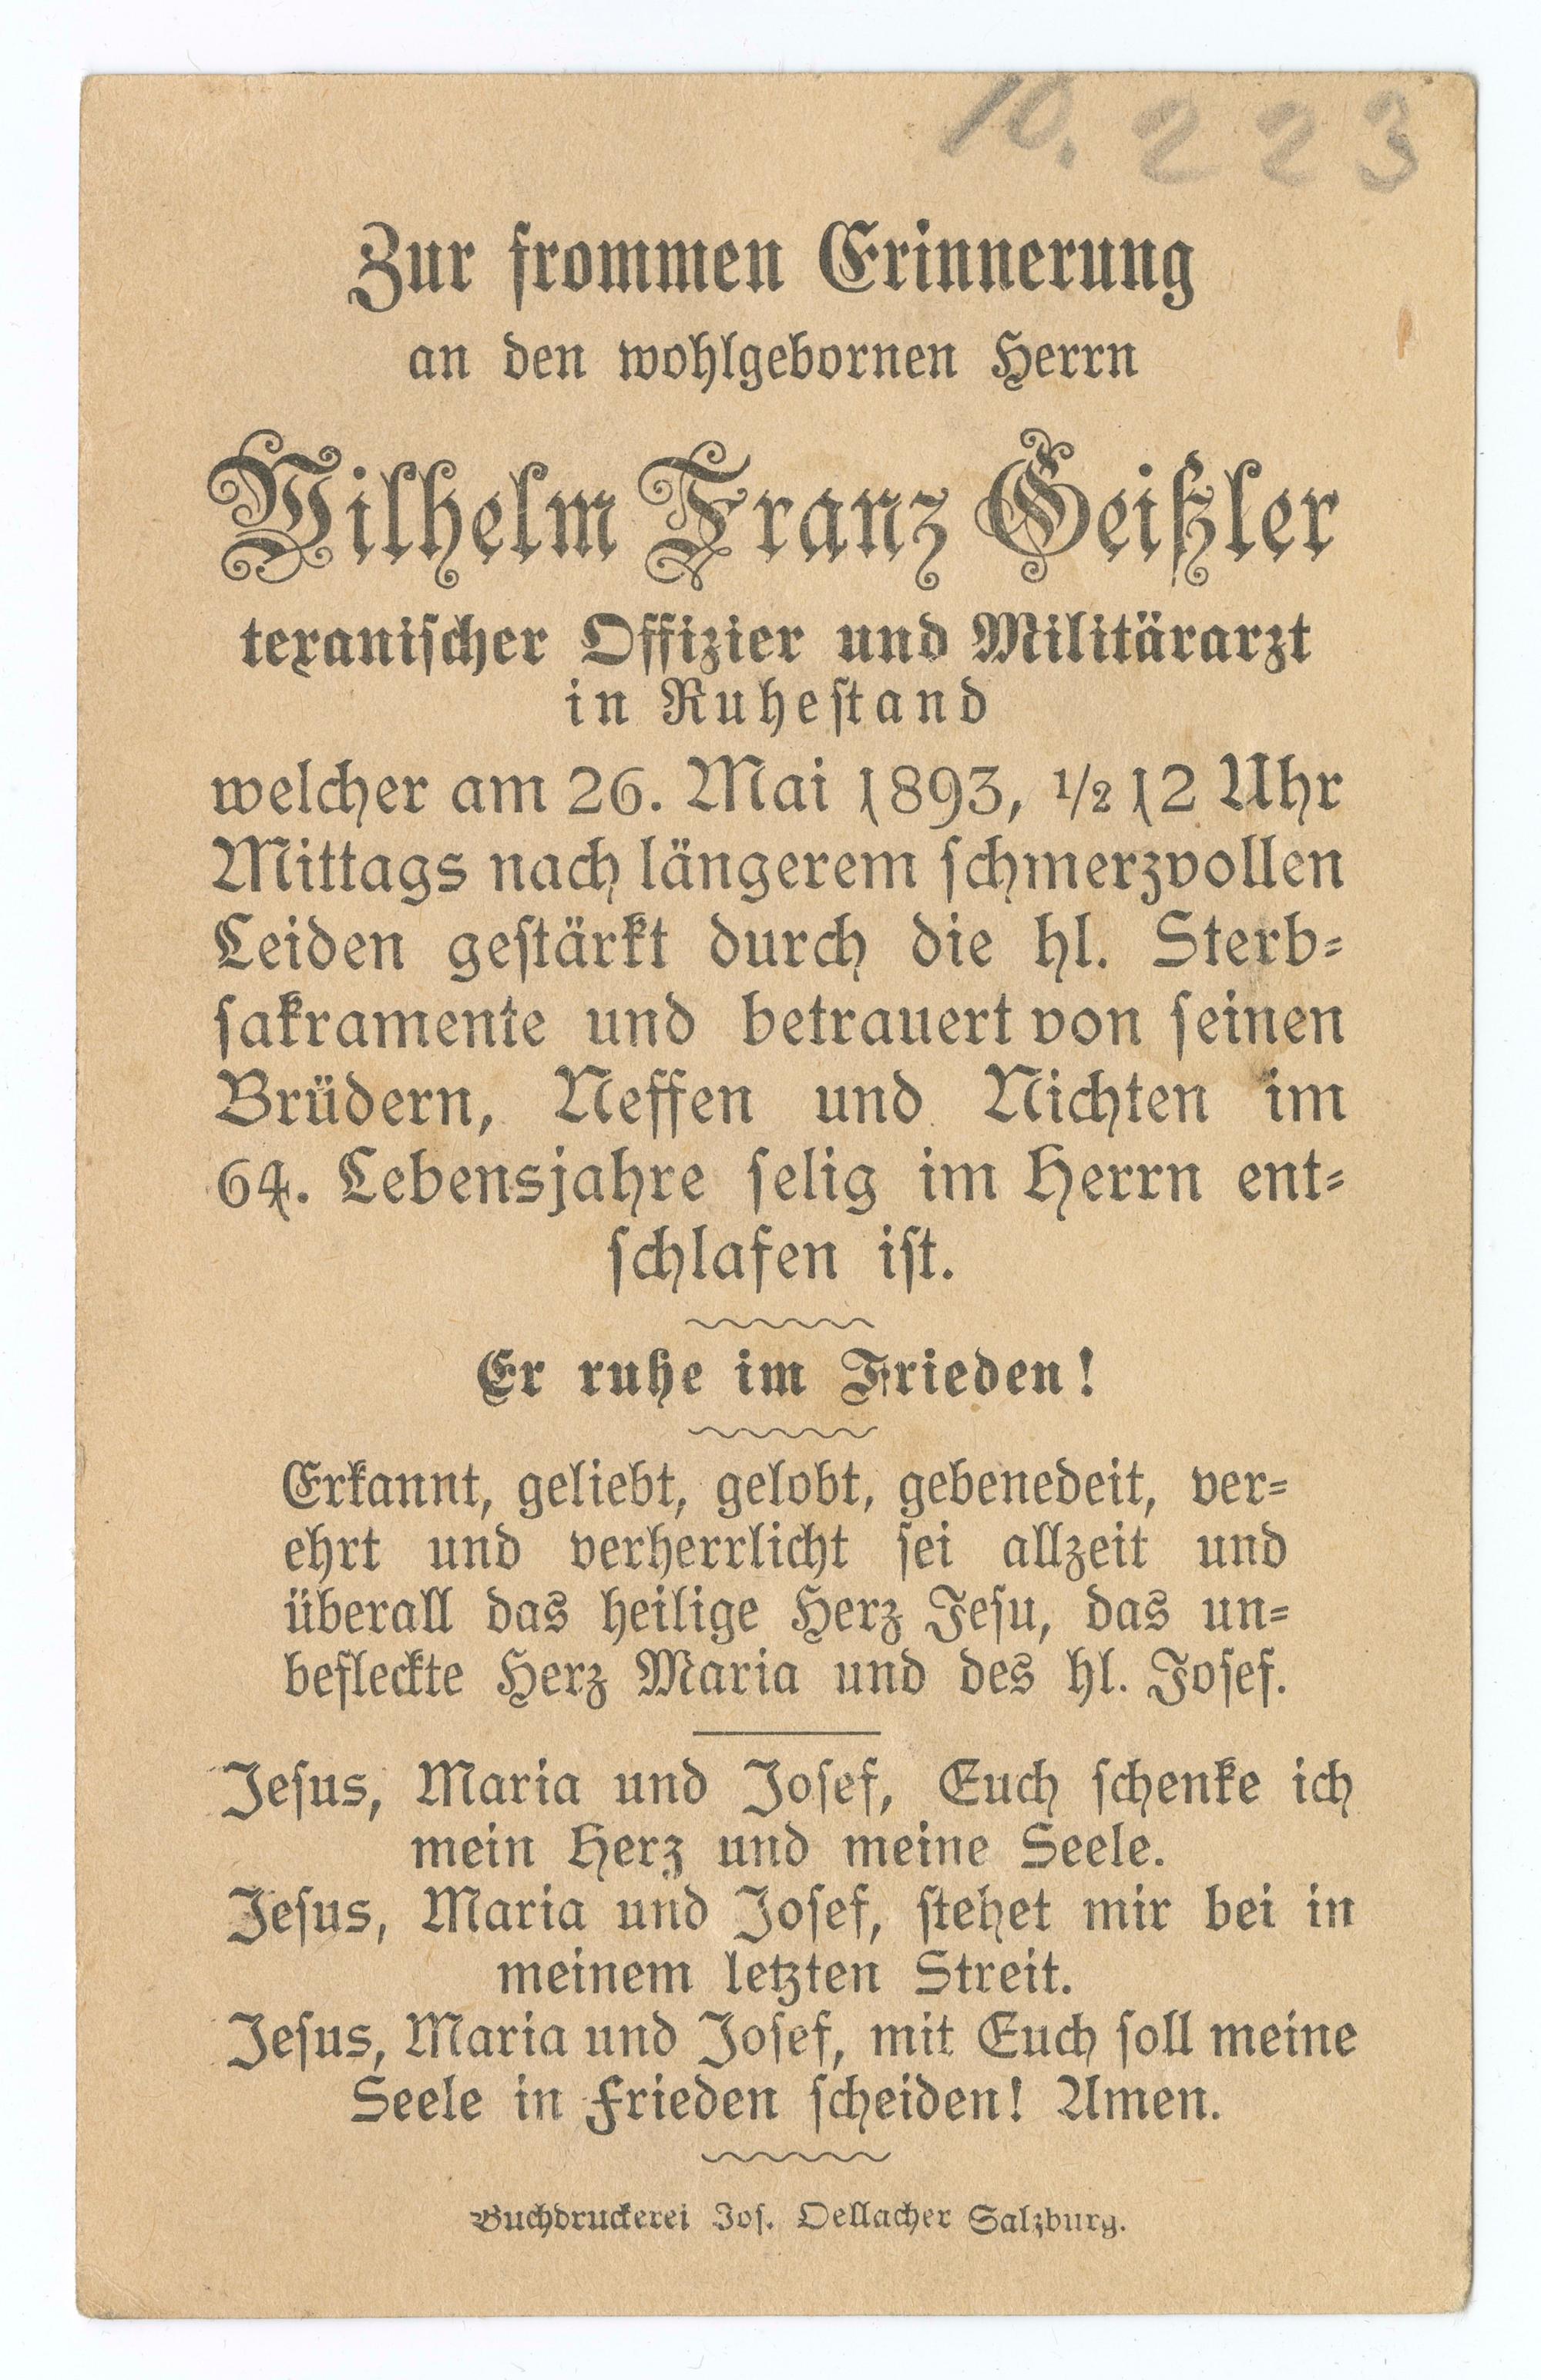 10. 223
Zur frommen Erinnerung
an den wohlgebornen Herrn
Wilhelm Franz Geißler
texanischer Offizier und Militärarzt
in Ruhestand
welcher am 26. Mai 1893, 1/2 12 Uhr
Mittags nach längerem schmerzvollen
Leiden gestärkt durch die hl. Sterb-
sakramente und betrauert von seinen
Brüdern, Neffen und Nichten im
64. Lebensjahre selig im Herrn ent-
schlafen ist.
Er ruhe im Frieden!
Erkannt, geliebt, gelobt, gebenedeit, ver-
ehrt und verherrlicht sei allzeit und
überall das heilige Herz Jesu, das un-
befleckte Herz Maria und des hl. Josef.
Jesus, Maria und Josef, Euch schenke ich
mein Herz und meine Seele.
Jesus, Maria und Josef, stehet mir bei in
meinem letzten Streit.
Jesus, Maria und Josef, mit Euch soll meine
Seele in Frieden scheiden! Amen.
Buchdruckerei Jos. Oellacher Salzburg.